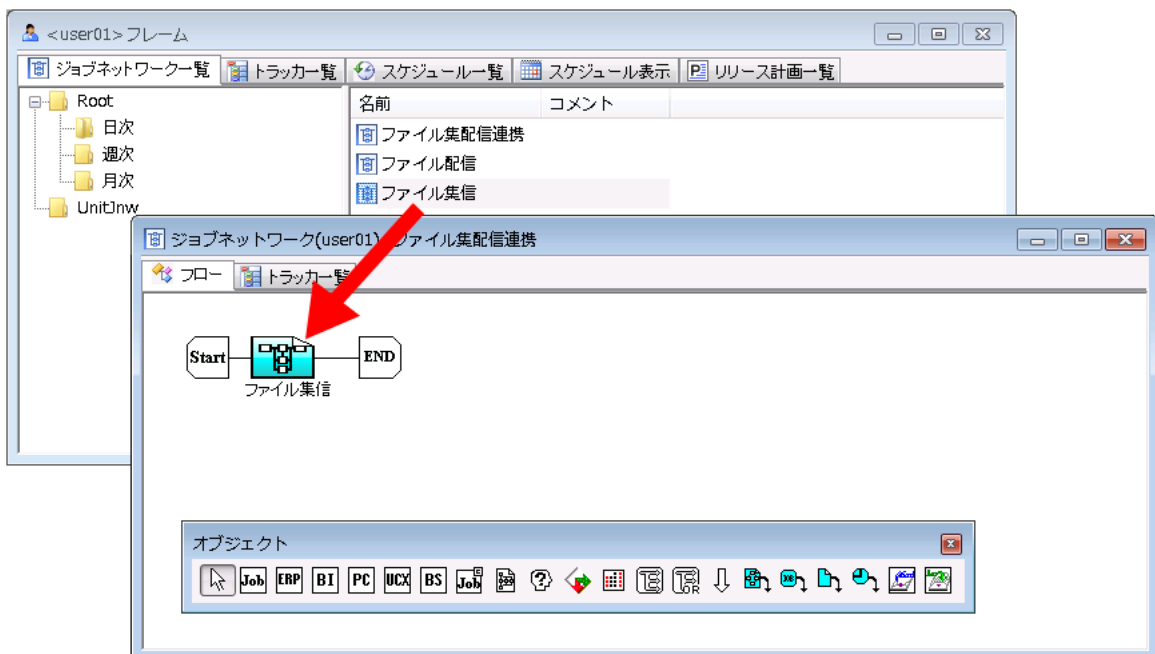 <user01>フレーム
ジョブネットワーク一覧 トラッカー覧 スケジュール一覧 スケジュール表示 リリース計画一覧
Root
日次
週次
月次
UnitJnw
名前 コメント
ファイル集配信連携
ファイル配信
ファイル集信
ジョブネットワーク(user01) ファイル集配信連携
フロー トラッカー覧
Start END
ファイル集信
オブジェクト
Job ERP BI PC UCX BS Job OR